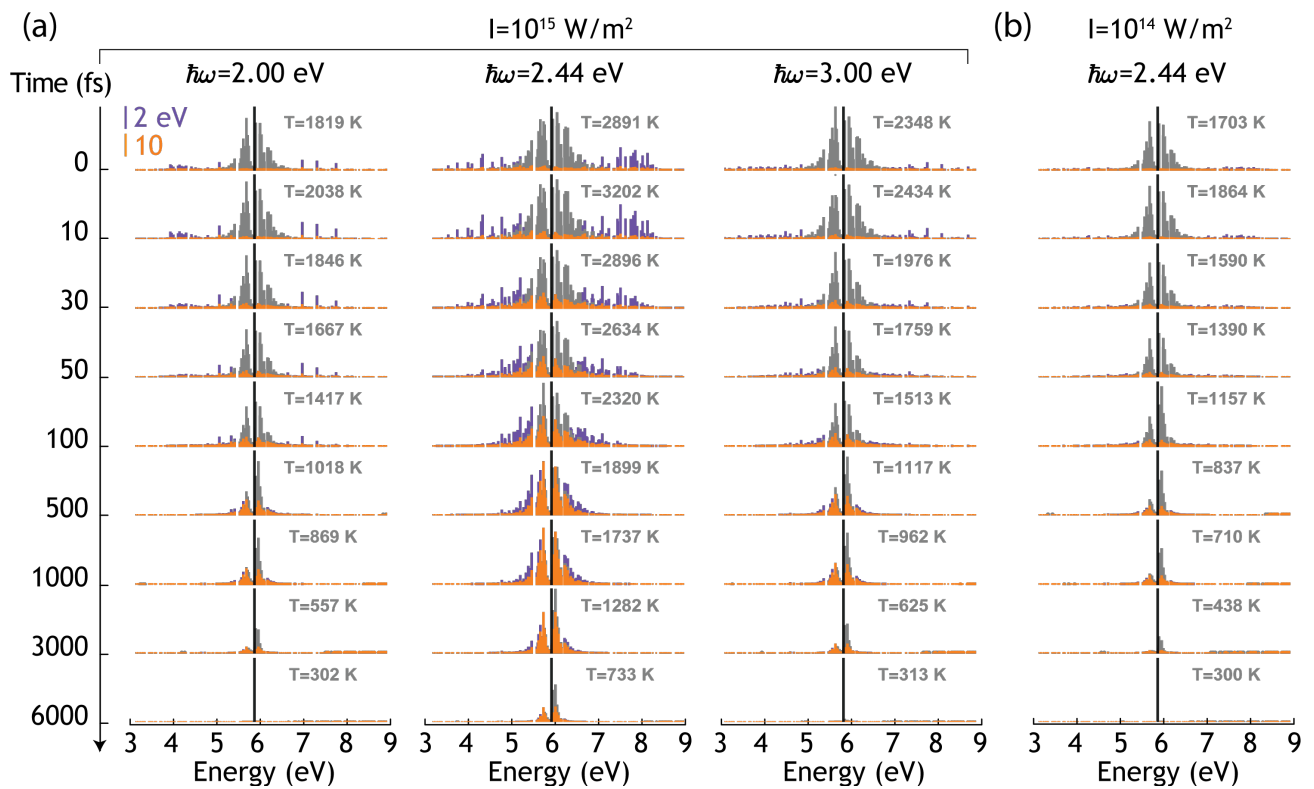 (a) I=10¹⁵ W/m² (b) I=10¹⁴ W/m²
Time (fs) ℏω=2.00 eV ℏω=2.44 eV ℏω=3.00 eV ℏω=2.44 eV
2 eV
10
0 T=1819 K T=2891 K T=2348 K T=1703 K
10 T=2038 K T=3202 K T=2434 K T=1864 K
30 T=1846 K T=2896 K T=1976 K T=1590 K
50 T=1667 K T=2634 K T=1759 K T=1390 K
100 T=1417 K T=2320 K T=1513 K T=1157 K
500 T=1018 K T=1899 K T=1117 K T=837 K
1000 T=869 K T=1737 K T=962 K T=710 K
3000 T=557 K T=1282 K T=625 K T=438 K
6000 T=302 K T=733 K T=313 K T=300 K
3 4 5 6 7 8 9 3 4 5 6 7 8 9 3 4 5 6 7 8 9 3 4 5 6 7 8 9
Energy (eV) Energy (eV) Energy (eV) Energy (eV)